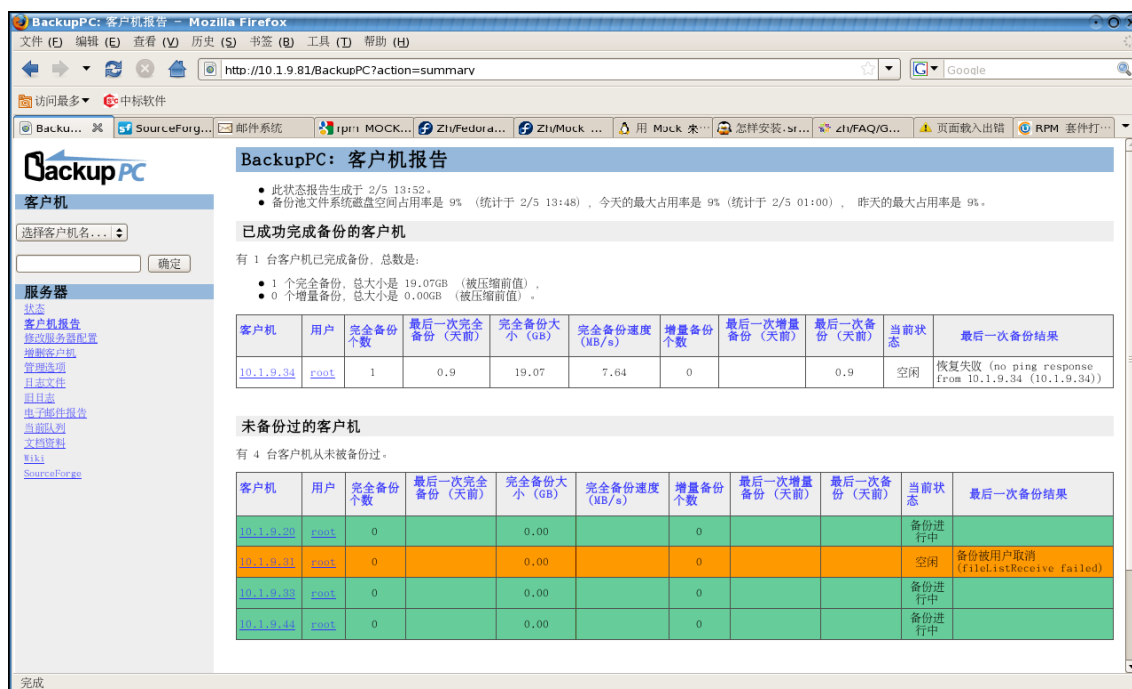 BackupPC: 客户机报告 - Mozilla Firefox
文件 (F) 编辑 (E) 查看 (V) 历史 (S) 书签 (B) 工具 (T) 帮助 (H)
http://10.1.9.81/BackupPC?action=summary
Google
访问最多 中标软件
Backu... SourceForg... 邮件系统 rpm MOCK... Zh/Fedora... Zh/Mock ... 用 Mock 来… 怎样安装.sr... zh/FAQ/G... 页面载入出错 RPM 套件打…
BackupPC
客户机
选择客户机名...
确定
服务器
状态
客户机报告
修改服务器配置
增删客户机
管理选项
日志文件
旧日志
电子邮件报告
当前队列
文档资料
Wiki
SourceForge
BackupPC: 客户机报告
此状态报告生成于 2/5 13:52。
备份池文件系统磁盘空间占用率是 9% (统计于 2/5 13:48)﹐今天的最大占用率是 9% (统计于 2/5 01:00)﹐ 昨天的最大占用率是 9%。
已成功完成备份的客户机
有 1 台客户机已完成备份﹐总数是:
1 个完全备份﹐总大小是 19.07GB (被压缩前值)﹐
0 个增量备份﹐总大小是 0.00GB (被压缩前值)。
客户机 用户 完全备份个数 最后一次完全备份 (天前) 完全备份大小 (GB) 完全备份速度 (MB/s) 增量备份个数 最后一次增量备份 (天前) 最后一次备份 (天前) 当前状态 最后一次备份结果
10.1.9.34 root 1 0.9 19.07 7.64 0 0.9 空闲 恢复失败 (no ping response from 10.1.9.34 (10.1.9.34))
未备份过的客户机
有 4 台客户机从未被备份过。
客户机 用户 完全备份个数 最后一次完全备份 (天前) 完全备份大小 (GB) 完全备份速度 (MB/s) 增量备份个数 最后一次增量备份 (天前) 最后一次备份 (天前) 当前状态 最后一次备份结果
10.1.9.20 root 0 0.00 0 备份进行中
10.1.9.31 root 0 0.00 0 空闲 备份被用户取消 (fileListReceive failed)
10.1.9.33 root 0 0.00 0 备份进行中
10.1.9.44 root 0 0.00 0 备份进行中
完成